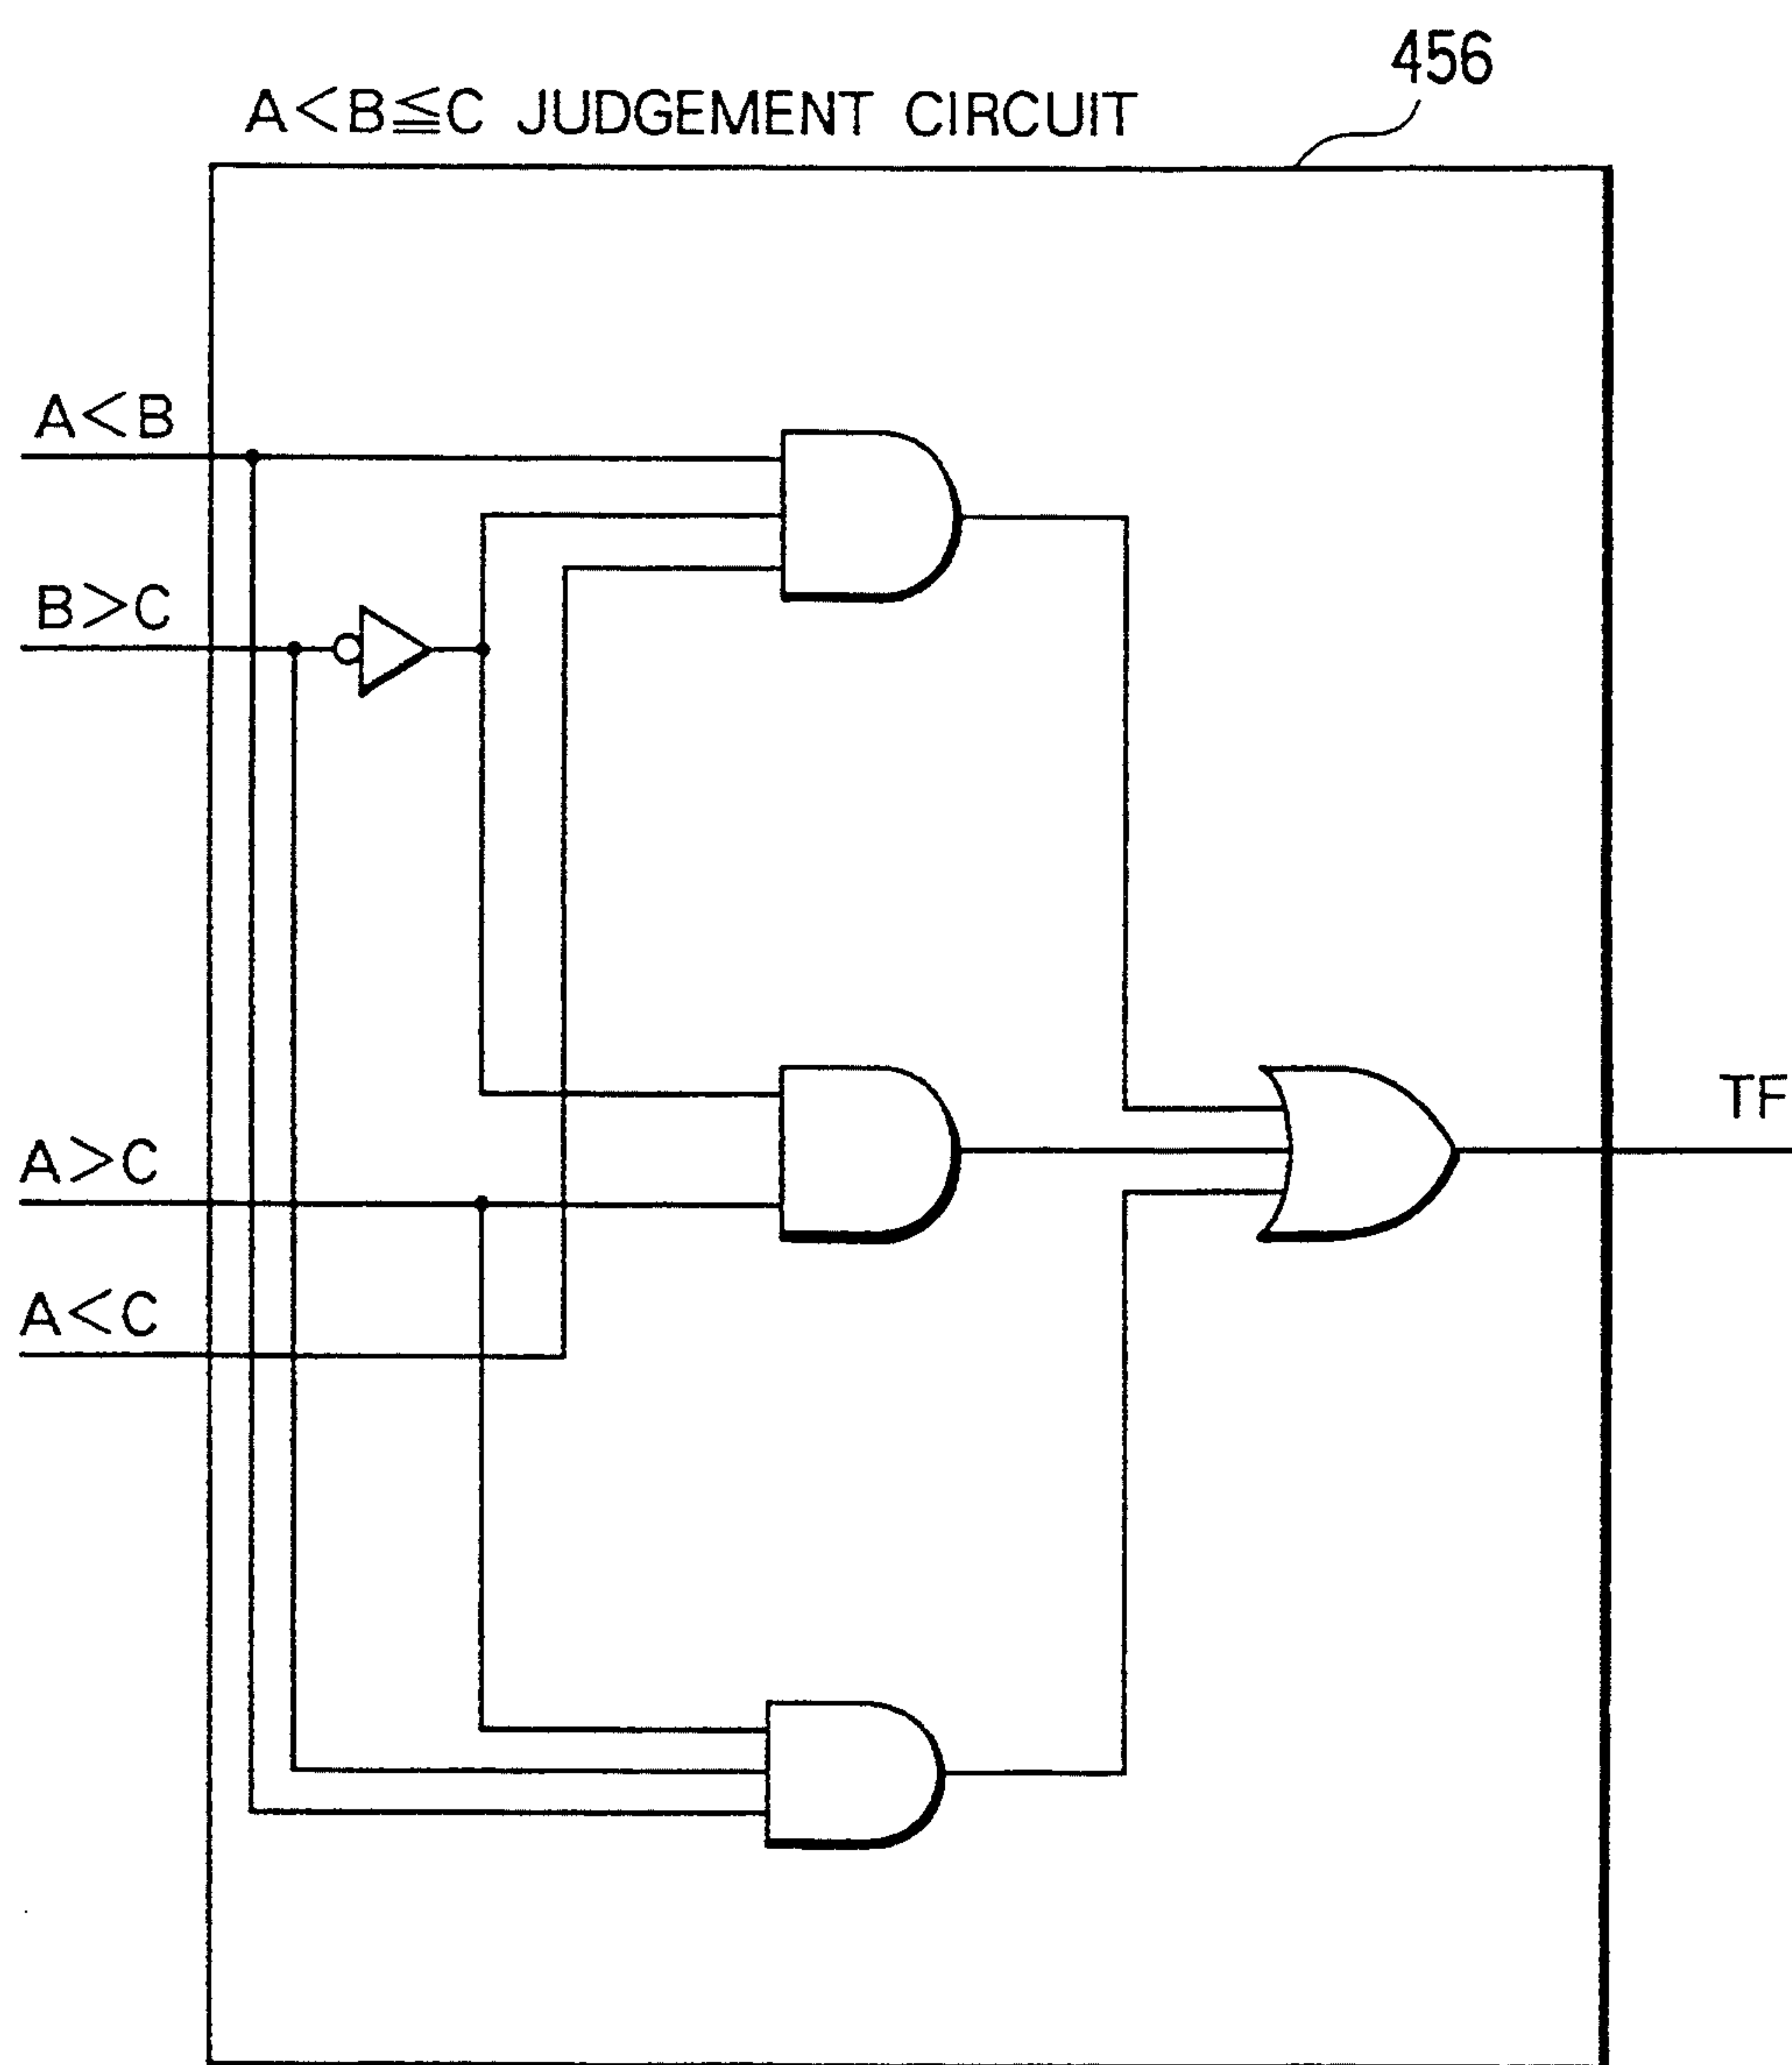 456
A<B≦C JUDGEMENT CIRCUIT
A<B
B>C
A>C
A<C
TF